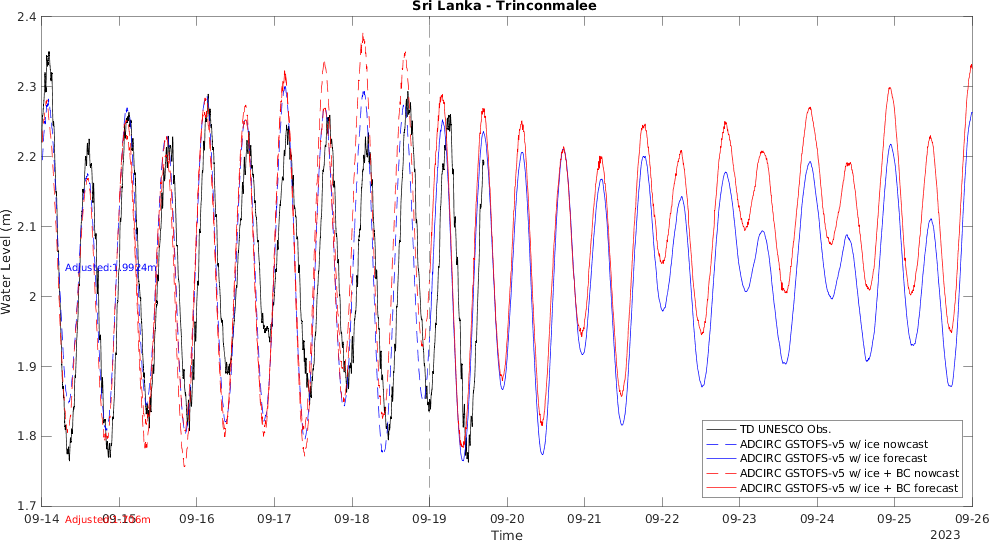 Sri Lanka - Trinconmalee
2.4
2.3
2.2
2.1
2
1.9
1.8
1.7
Water Level (m)
Adjusted:1.9924m
TD UNESCO Obs.
ADCIRC GSTOFS-v5 w/ ice nowcast
ADCIRC GSTOFS-v5 w/ ice forecast
ADCIRC GSTOFS-v5 w/ ice + BC nowcast
ADCIRC GSTOFS-v5 w/ ice + BC forecast
09-14 09-15 09-16 09-17 09-18 09-19 09-20 09-21 09-22 09-23 09-24 09-25 09-26
Time
2023